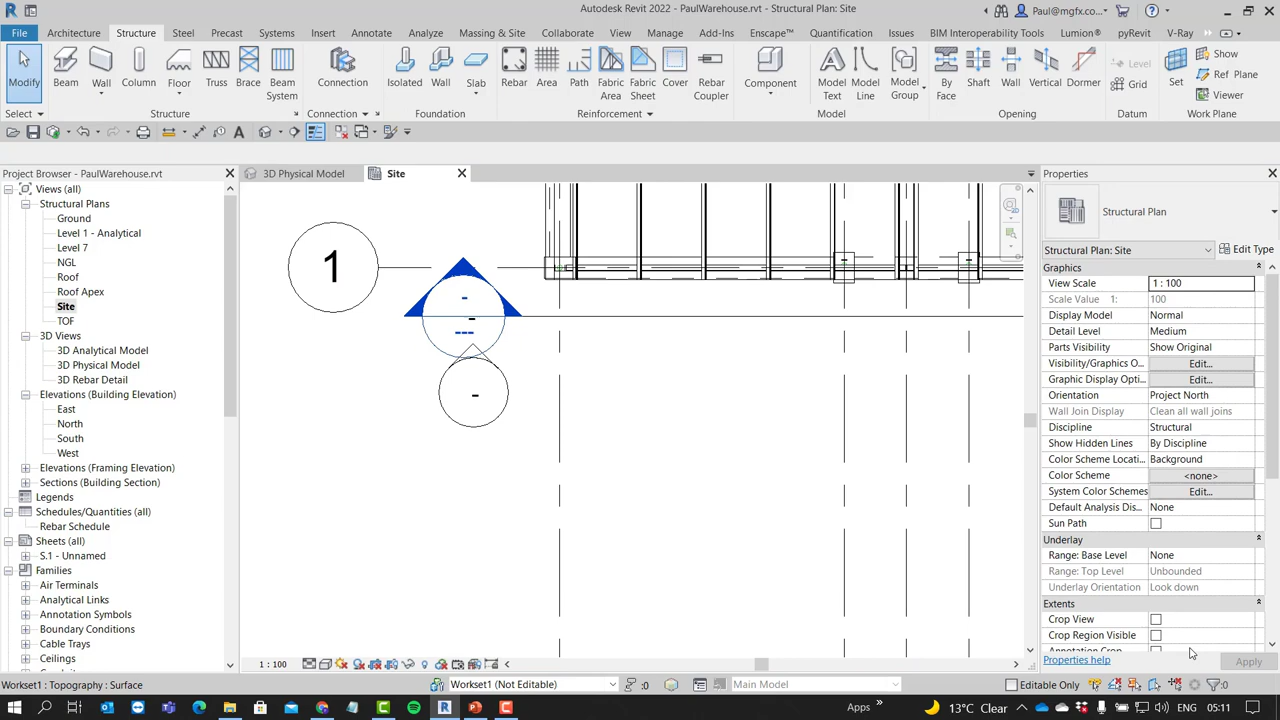 Autodesk Revit 2022 - PaulWarehouse.rvt - Structural Plan: Site
Paul@mgfx.co...
File Architecture Structure Steel Precast Systems Insert Annotate Analyze Massing & Site Collaborate View Manage Add-Ins Enscape™ Quantification Issues BIM Interoperability Tools Lumion® pyRevit V-Ray
Modify Beam Wall Column Floor Truss Brace Beam System Connection Isolated Wall Slab Rebar Area Path Fabric Area Fabric Sheet Cover Rebar Coupler Component Model Text Model Line Model Group By Face Shaft Wall Vertical Dormer Level Grid Set Show Ref Plane Viewer
Select Structure Connection Foundation Reinforcement Model Opening Datum Work Plane
Project Browser - PaulWarehouse.rvt
Views (all)
Structural Plans
Ground
Level 1 - Analytical
Level 7
NGL
Roof
Roof Apex
Site
TOF
3D Views
3D Analytical Model
3D Physical Model
3D Rebar Detail
Elevations (Building Elevation)
East
North
South
West
Elevations (Framing Elevation)
Sections (Building Section)
Legends
Schedules/Quantities (all)
Rebar Schedule
Sheets (all)
S.1 - Unnamed
Families
Air Terminals
Analytical Links
Annotation Symbols
Boundary Conditions
Cable Trays
Ceilings
3D Physical Model Site
1
-
-
---
-
1 : 100
Properties
Structural Plan
Structural Plan: Site Edit Type
Graphics
View Scale 1 : 100
Scale Value 1: 100
Display Model Normal
Detail Level Medium
Parts Visibility Show Original
Visibility/Graphics O... Edit...
Graphic Display Opti... Edit...
Orientation Project North
Wall Join Display Clean all wall joins
Discipline Structural
Show Hidden Lines By Discipline
Color Scheme Locati... Background
Color Scheme <none>
System Color Schemes Edit...
Default Analysis Dis... None
Sun Path
Underlay
Range: Base Level None
Range: Top Level Unbounded
Underlay Orientation Look down
Extents
Crop View
Crop Region Visible
Properties help Apply
Workset1 : Topography : Surface Workset1 (Not Editable) :0 Main Model Editable Only :0
Apps 13°C Clear ENG 05:11